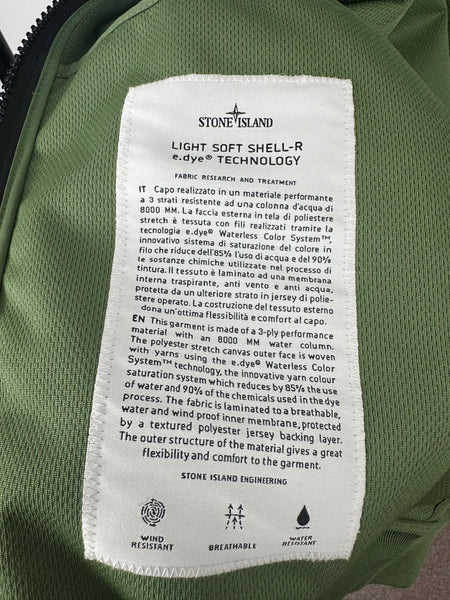 STONE ISLAND
LIGHT SOFT SHELL-R
e.dye® TECHNOLOGY
FABRIC RESEARCH AND TREATMENT
IT Capo realizzato in un materiale performante
a 3 strati resistente ad una colonna d'acqua di
8000 MM. La faccia esterna in tela di poliestere
stretch è tessuta con fili realizzati tramite la
tecnologia e.dye® Waterless Color System™,
innovativo sistema di saturazione del colore in
filo che riduce dell'85% l'uso di acqua e del 90%
le sostanze chimiche utilizzate nel processo di
tintura. Il tessuto è laminato ad una membrana
interna traspirante, anti vento e anti acqua,
protetta da un ulteriore strato in jersey di polie-
stere operato. La costruzione del tessuto esterno
dona un'ottima flessibilità e comfort al capo.
EN This garment is made of a 3-ply performance
material with an 8000 MM water column.
The polyester stretch canvas outer face is woven
with yarns using the e.dye® Waterless Color
System™ technology, the innovative yarn colour
saturation system which reduces by 85% the use
of water and 90% of the chemicals used in the dye
process. The fabric is laminated to a breathable,
water and wind proof inner membrane, protected
by a textured polyester jersey backing layer.
The outer structure of the material gives a great
flexibility and comfort to the garment.
STONE ISLAND ENGINEERING
WIND RESISTANT
BREATHABLE
WATER RESISTANT